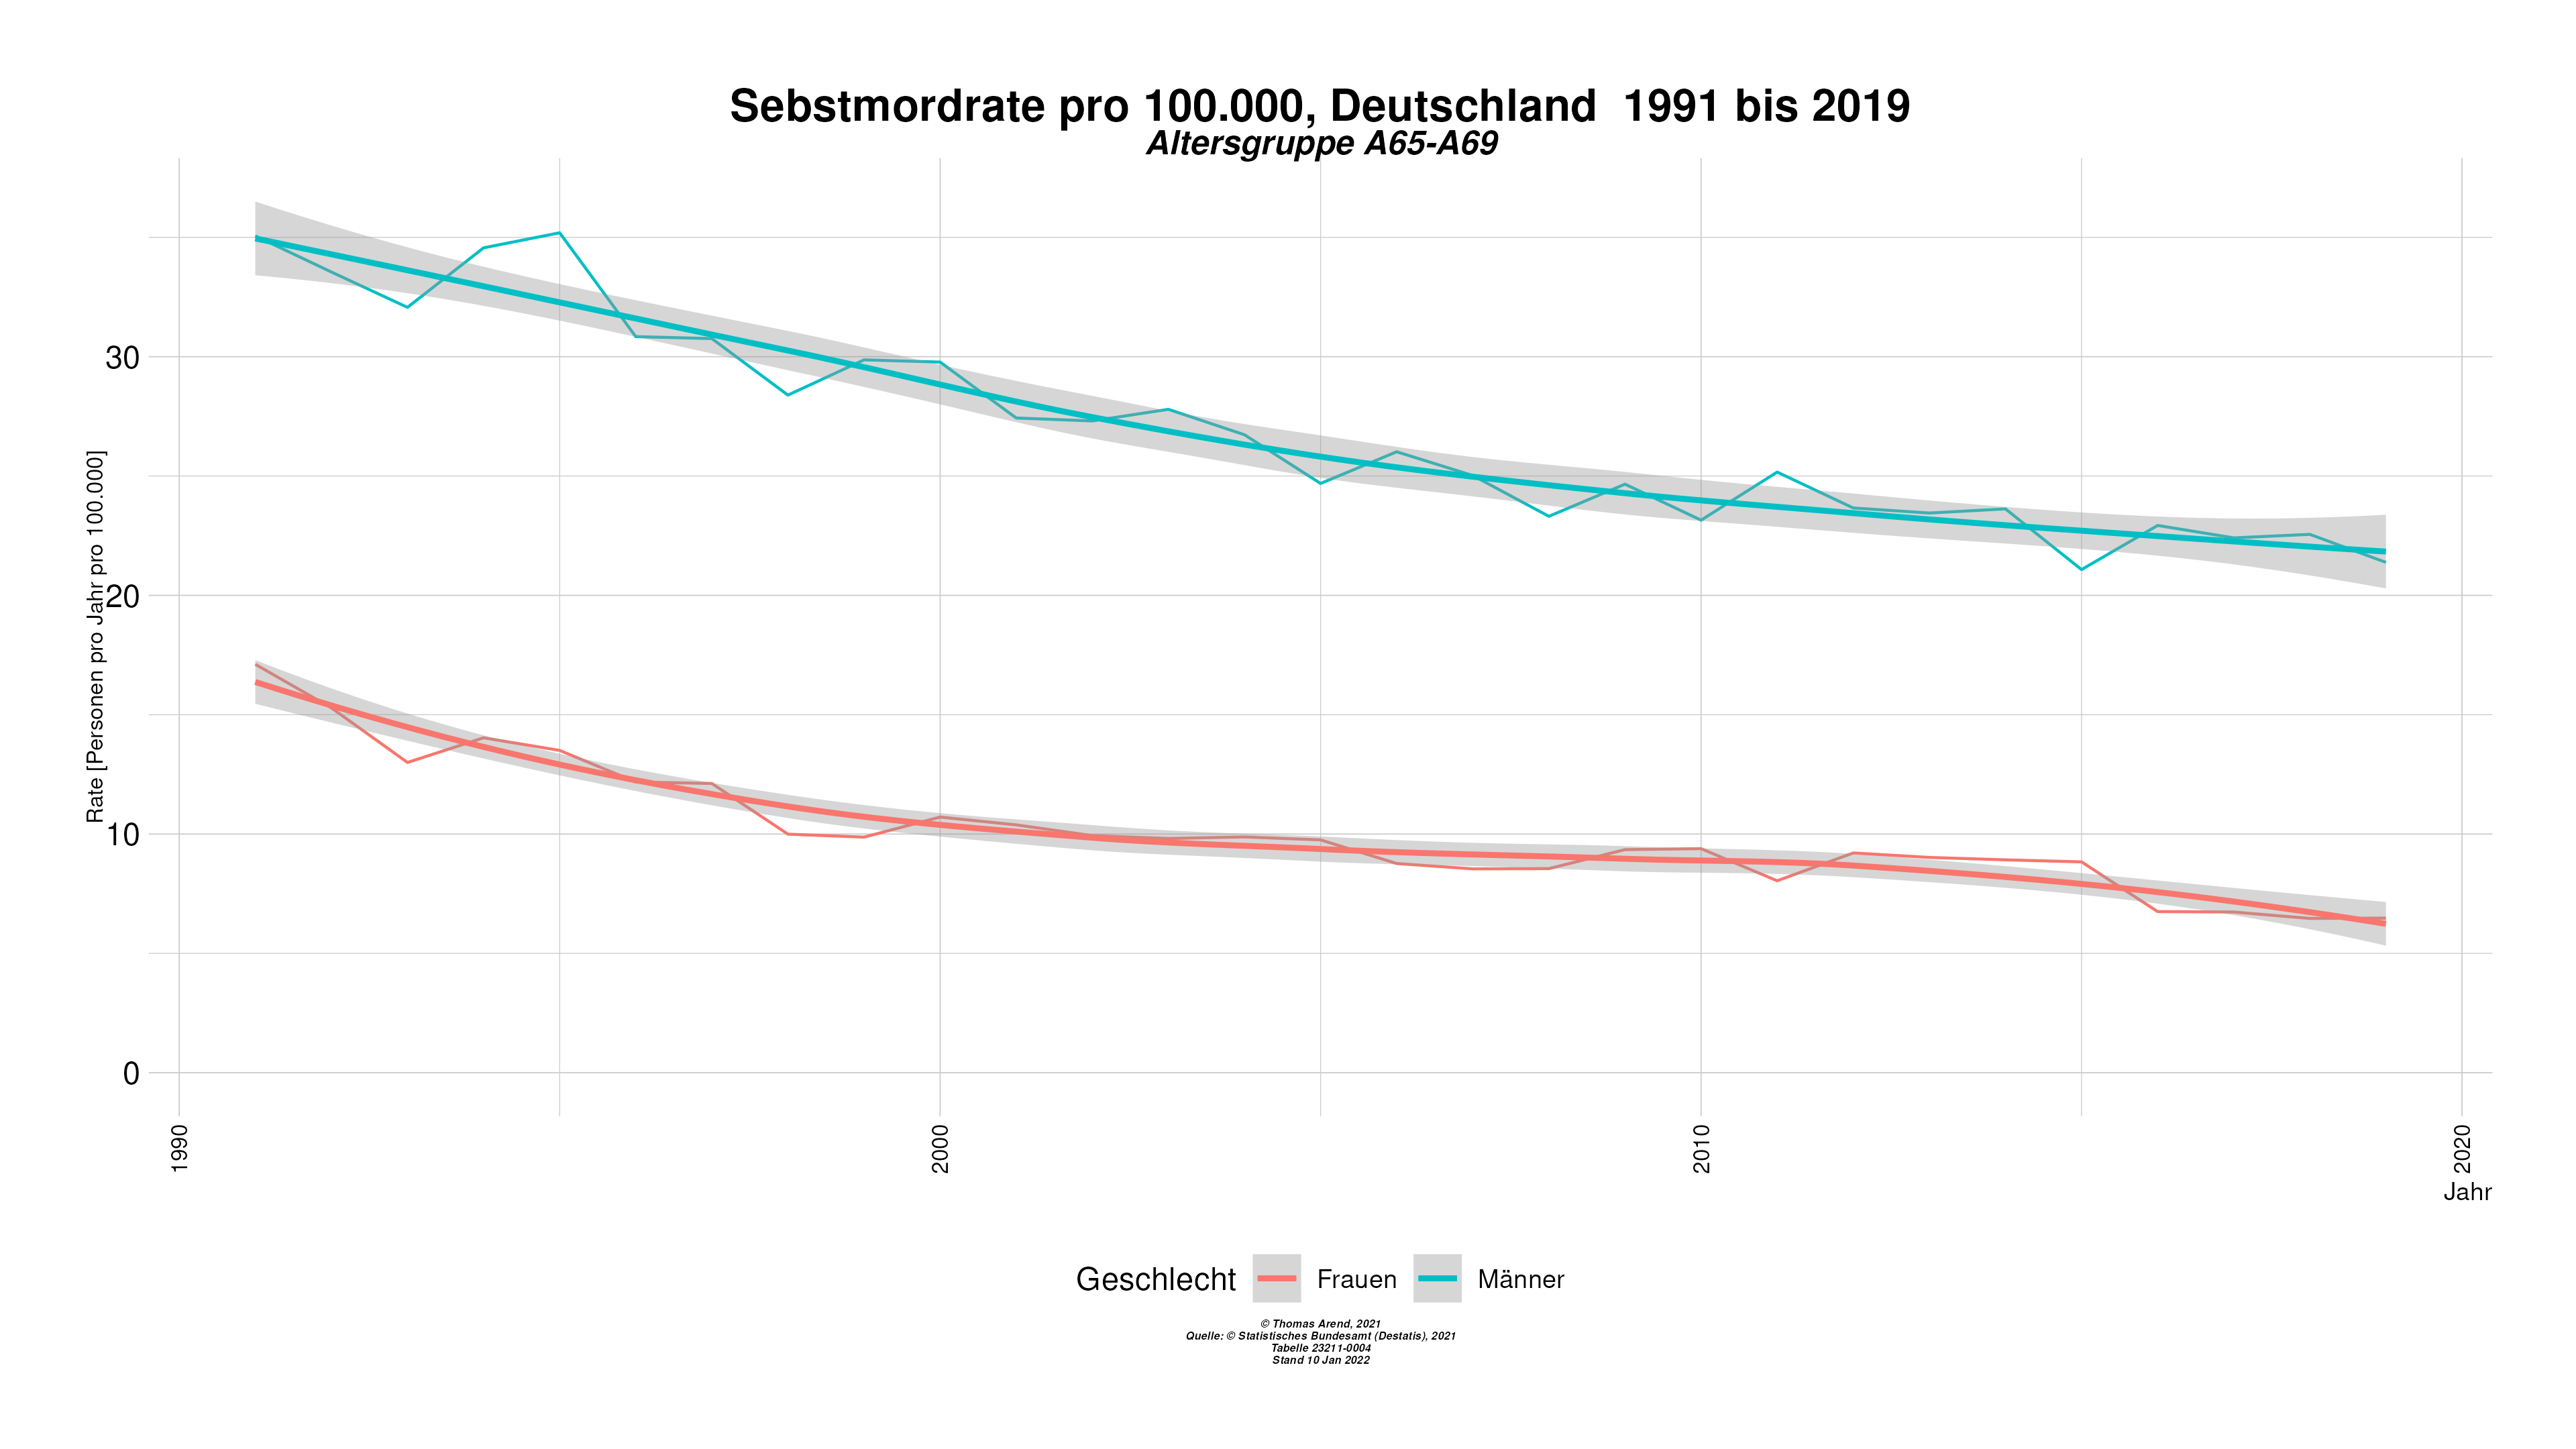 Sebstmordrate pro 100.000, Deutschland  1991 bis 2019
Altersgruppe A65-A69
Rate [Personen pro Jahr pro 100.000]
30
20
10
0
1990
2000
2010
2020
Jahr
Geschlecht Frauen Männer
© Thomas Arend, 2021
Quelle: © Statistisches Bundesamt (Destatis), 2021
Tabelle 23211-0004
Stand 10 Jan 2022